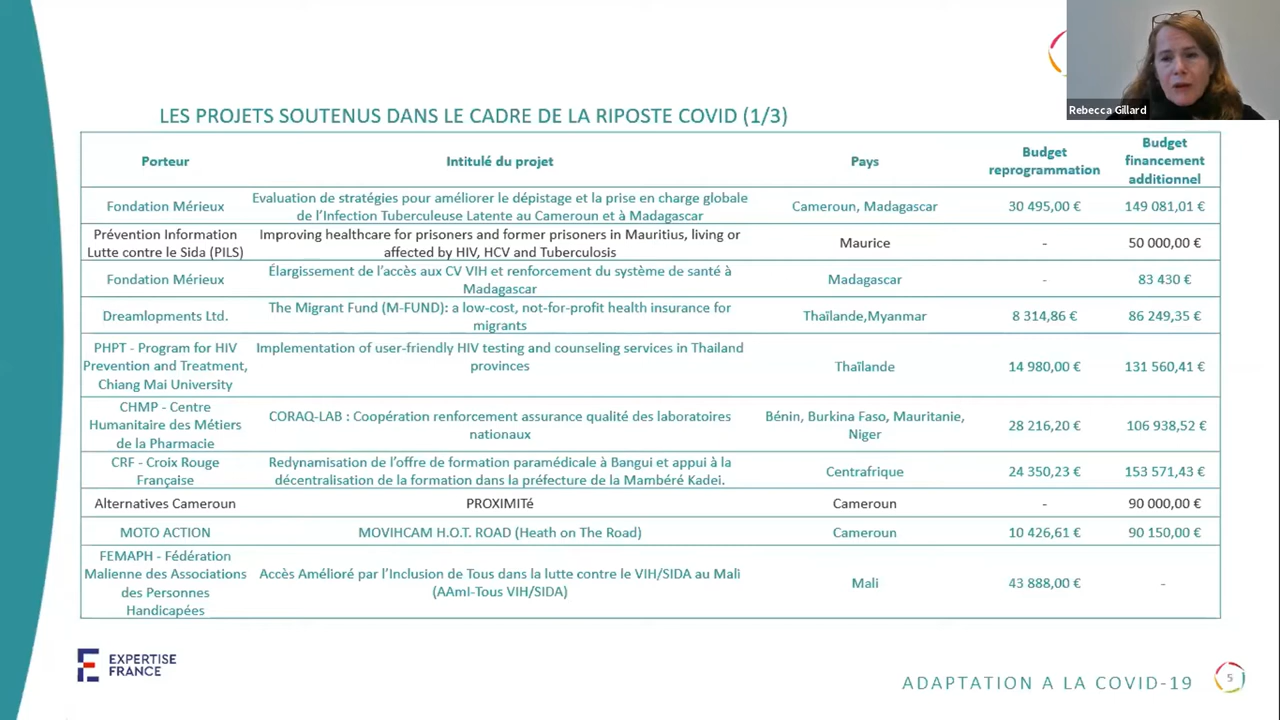 Rebecca Gillard
LES PROJETS SOUTENUS DANS LE CADRE DE LA RIPOSTE COVID (1/3)
Porteur
Intitulé du projet
Pays
Budget
reprogrammation
Budget
financement
additionnel
Fondation Mérieux
Evaluation de stratégies pour améliorer le dépistage et la prise en charge globale
de l’Infection Tuberculeuse Latente au Cameroun et à Madagascar
Cameroun, Madagascar
30 495,00 €
149 081,01 €
Prévention Information
Lutte contre le Sida (PILS)
Improving healthcare for prisoners and former prisoners in Mauritius, living or
affected by HIV, HCV and Tuberculosis
Maurice
-
50 000,00 €
Fondation Mérieux
Élargissement de l’accès aux CV VIH et renforcement du système de santé à
Madagascar
Madagascar
-
83 430 €
Dreamlopments Ltd.
The Migrant Fund (M-FUND): a low-cost, not-for-profit health insurance for
migrants
Thaïlande,Myanmar
8 314,86 €
86 249,35 €
PHPT - Program for HIV
Prevention and Treatment,
Chiang Mai University
Implementation of user-friendly HIV testing and counseling services in Thailand
provinces
Thaïlande
14 980,00 €
131 560,41 €
CHMP - Centre
Humanitaire des Métiers
de la Pharmacie
CORAQ-LAB : Coopération renforcement assurance qualité des laboratoires
nationaux
Bénin, Burkina Faso, Mauritanie,
Niger
28 216,20 €
106 938,52 €
CRF - Croix Rouge
Française
Redynamisation de l’offre de formation paramédicale à Bangui et appui à la
décentralisation de la formation dans la préfecture de la Mambéré Kadei.
Centrafrique
24 350,23 €
153 571,43 €
Alternatives Cameroun
PROXIMITé
Cameroun
-
90 000,00 €
MOTO ACTION
MOVIHCAM H.O.T. ROAD (Heath on The Road)
Cameroun
10 426,61 €
90 150,00 €
FEMAPH - Fédération
Malienne des Associations
des Personnes
Handicapées
Accès Amélioré par l’Inclusion de Tous dans la lutte contre le VIH/SIDA au Mali
(AAmI-Tous VIH/SIDA)
Mali
43 888,00 €
-
EXPERTISE
FRANCE
ADAPTATION A LA COVID-19
5